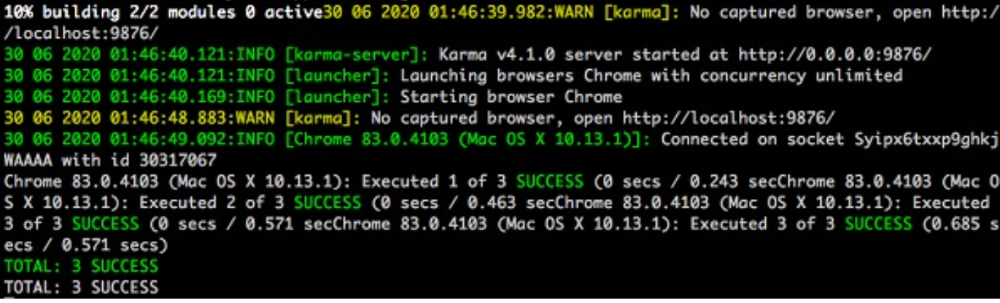 10% building 2/2 modules 0 active30 06 2020 01:46:39.982:WARN [karma]: No captured browser, open http:/
/localhost:9876/
30 06 2020 01:46:40.121:INFO [karma-server]: Karma v4.1.0 server started at http://0.0.0.0:9876/
30 06 2020 01:46:40.121:INFO [launcher]: Launching browsers Chrome with concurrency unlimited
30 06 2020 01:46:40.169:INFO [launcher]: Starting browser Chrome
30 06 2020 01:46:48.883:WARN [karma]: No captured browser, open http://localhost:9876/
30 06 2020 01:46:49.092:INFO [Chrome 83.0.4103 (Mac OS X 10.13.1)]: Connected on socket Syipx6txxp9ghkj
WAAAA with id 30317067
Chrome 83.0.4103 (Mac OS X 10.13.1): Executed 1 of 3 SUCCESS (0 secs / 0.243 secChrome 83.0.4103 (Mac O
S X 10.13.1): Executed 2 of 3 SUCCESS (0 secs / 0.463 secChrome 83.0.4103 (Mac OS X 10.13.1): Executed
3 of 3 SUCCESS (0 secs / 0.571 secChrome 83.0.4103 (Mac OS X 10.13.1): Executed 3 of 3 SUCCESS (0.685 s
ecs / 0.571 secs)
TOTAL: 3 SUCCESS
TOTAL: 3 SUCCESS